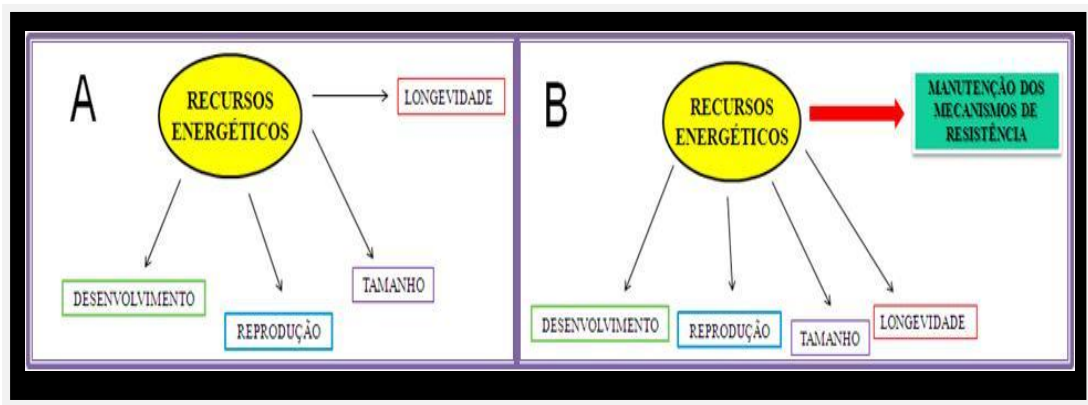 A
RECURSOS
ENERGÉTICOS
LONGEVIDADE
DESENVOLVIMENTO
REPRODUÇÃO
TAMANHO
B
RECURSOS
ENERGÉTICOS
MANUTENÇÃO DOS
MECANISMOS DE
RESISTÊNCIA
DESENVOLVIMENTO
REPRODUÇÃO
TAMANHO
LONGEVIDADE